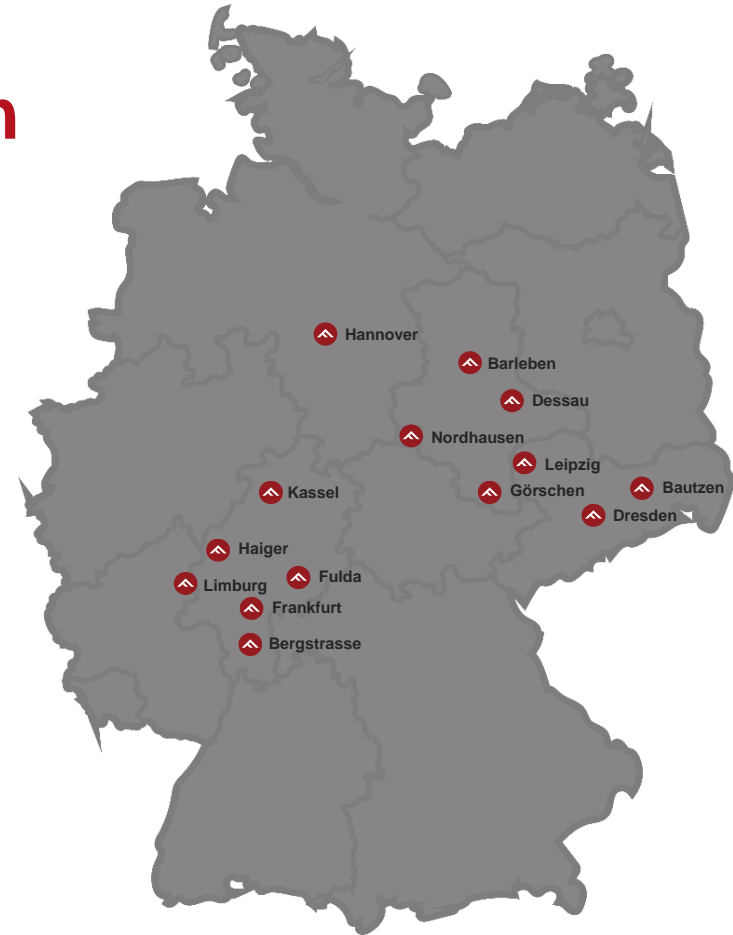 n
Hannover
Barleben
Dessau
Nordhausen
Leipzig
Görschen
Kassel
Bautzen
Dresden
Haiger
Fulda
Limburg
Frankfurt
Bergstrasse